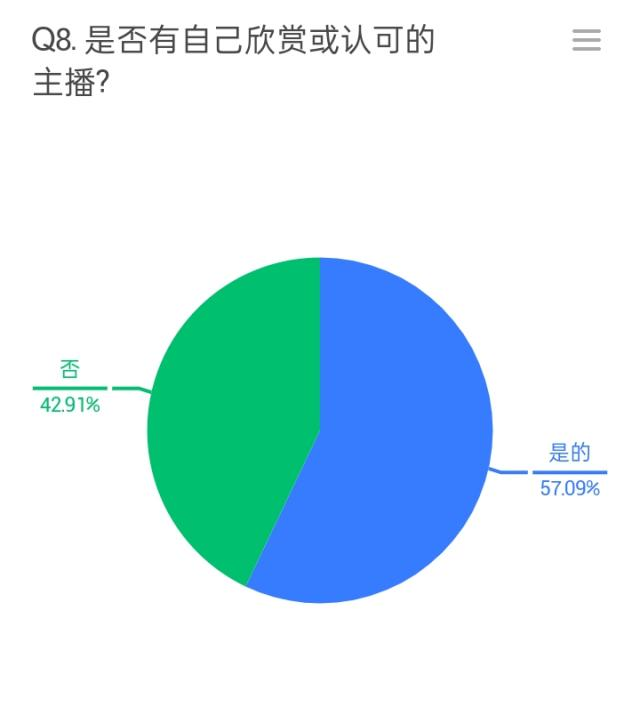 Q8. 是否有自己欣赏或认可的
主播?
否
42.91%
是的
57.09%